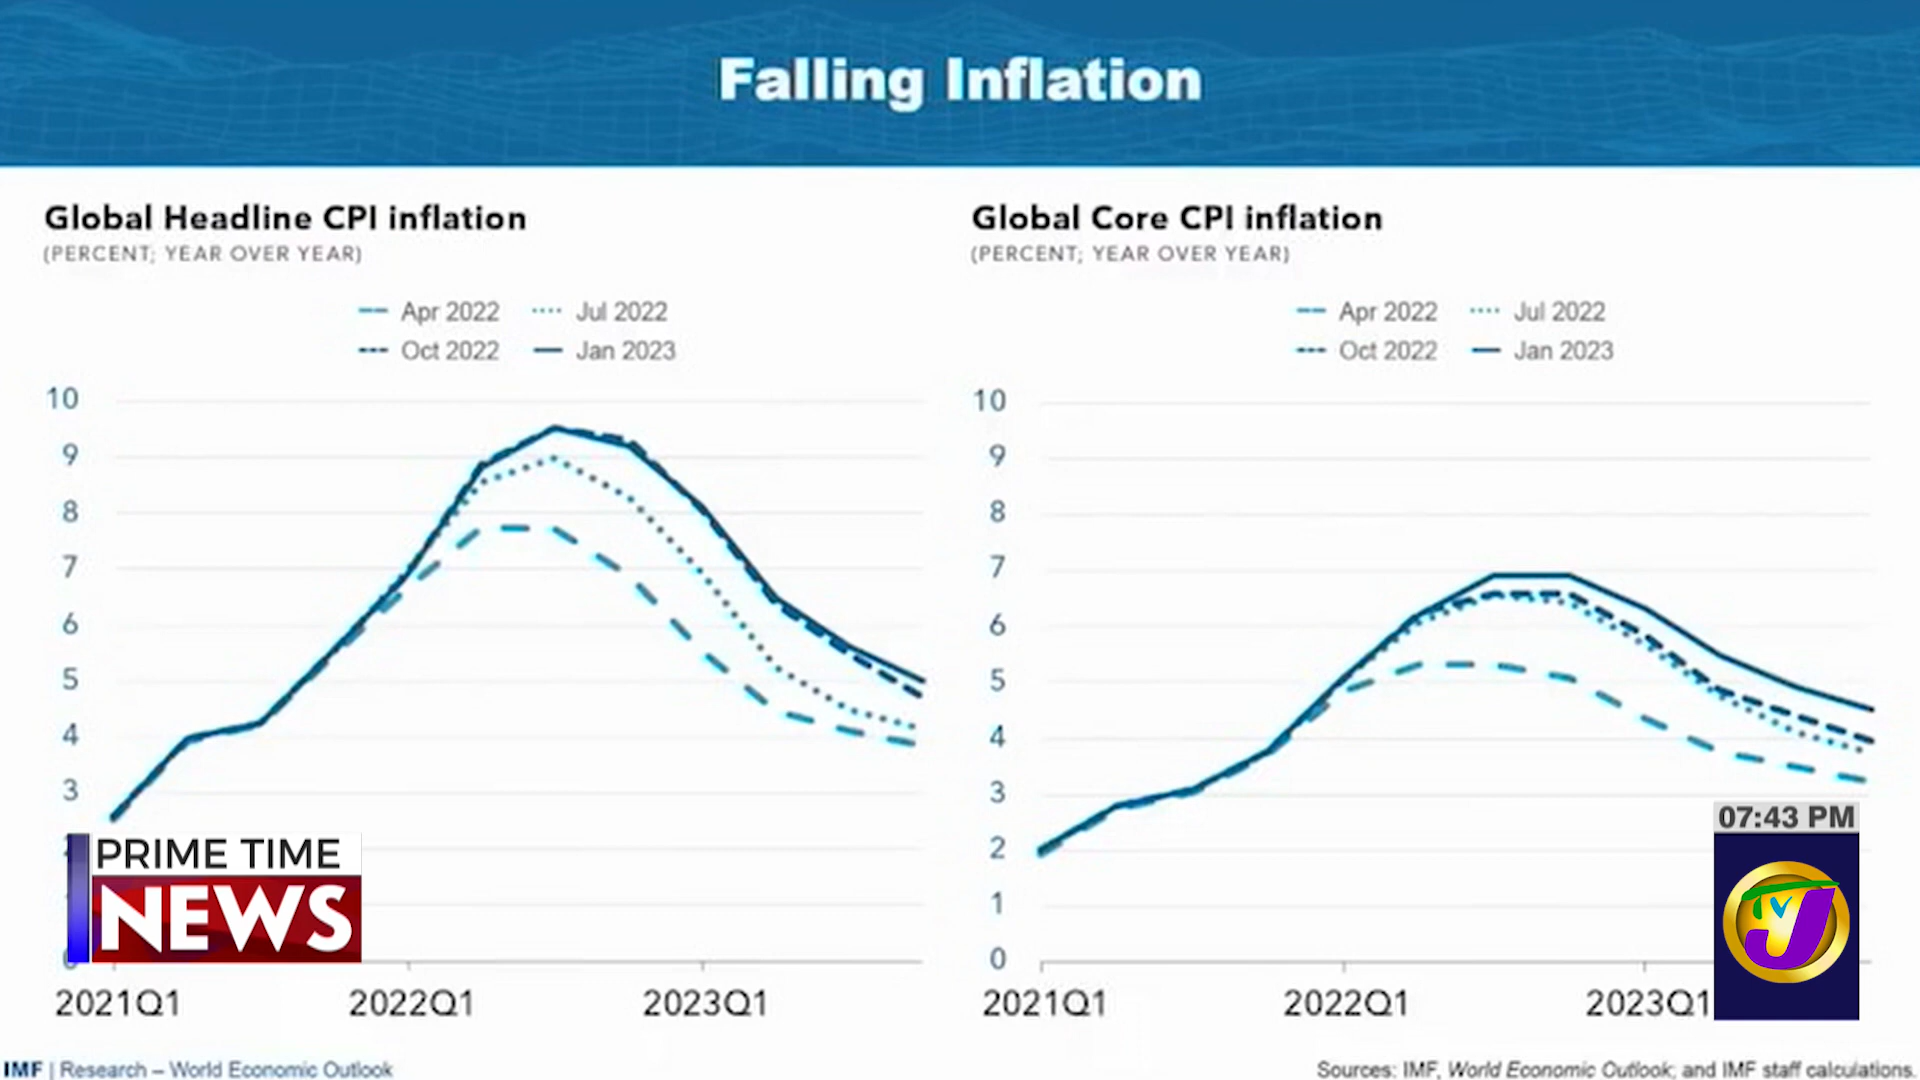 Falling Inflation
Global Headline CPI inflation
(PERCENT; YEAR OVER YEAR)
Apr 2022
Jul 2022
Oct 2022
Jan 2023
10
9
8
7
6
5
4
3
2021Q1
2022Q1
2023Q1
Global Core CPI inflation
(PERCENT; YEAR OVER YEAR)
Apr 2022
Jul 2022
Oct 2022
Jan 2023
10
9
8
7
6
5
4
3
2
1
0
2021Q1
2022Q1
2023Q1
PRIME TIME
NEWS
07:43 PM
TVJ
IMF | Research – World Economic Outlook
Sources: IMF, World Economic Outlook; and IMF staff calculations.